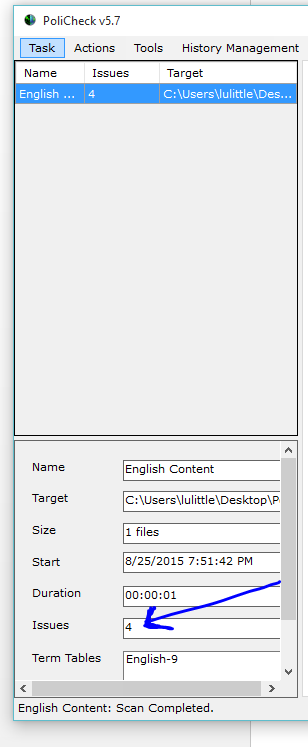 PoliCheck v5.7
Task Actions Tools History Management
Name Issues Target
English ... 4 C:\Users\lulittle\Des...
Name English Content
Target C:\Users\lulittle\Desktop\P
Size 1 files
Start 8/25/2015 7:51:42 PM
Duration 00:00:01
Issues 4
Term Tables English-9
English Content: Scan Completed.